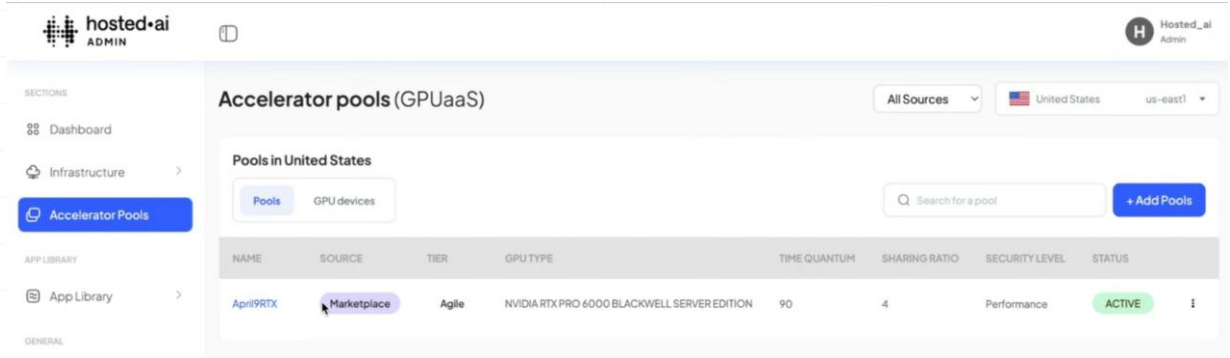 hosted•ai
ADMIN
H
Hosted_ai
Admin
SECTIONS
Dashboard
Infrastructure
Accelerator Pools
APP LIBRARY
App Library
GENERAL
Accelerator pools (GPUaaS)
All Sources
United States us-east1
Pools in United States
Pools GPU devices
Search for a pool
+ Add Pools
NAME SOURCE TIER GPU TYPE TIME QUANTUM SHARING RATIO SECURITY LEVEL STATUS
April9RTX Marketplace Agile NVIDIA RTX PRO 6000 BLACKWELL SERVER EDITION 90 4 Performance ACTIVE